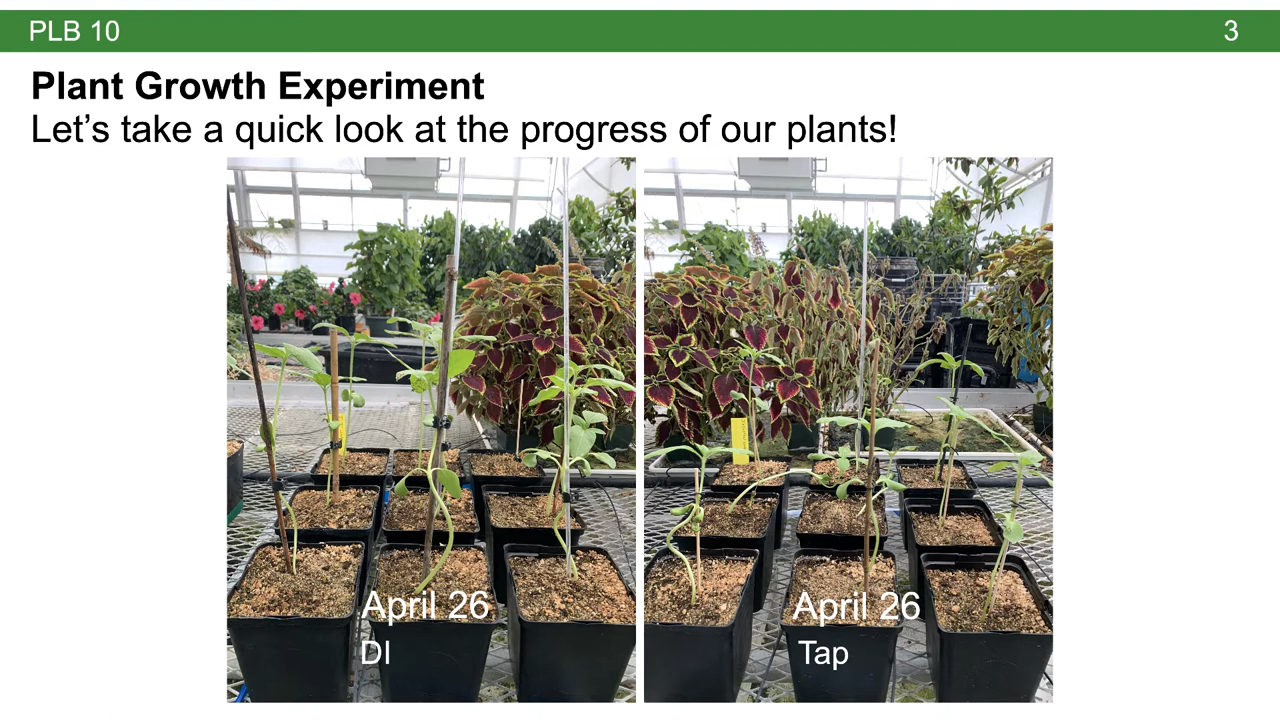 PLB 10
3
Plant Growth Experiment
Let’s take a quick look at the progress of our plants!
April 26
DI
April 26
Tap